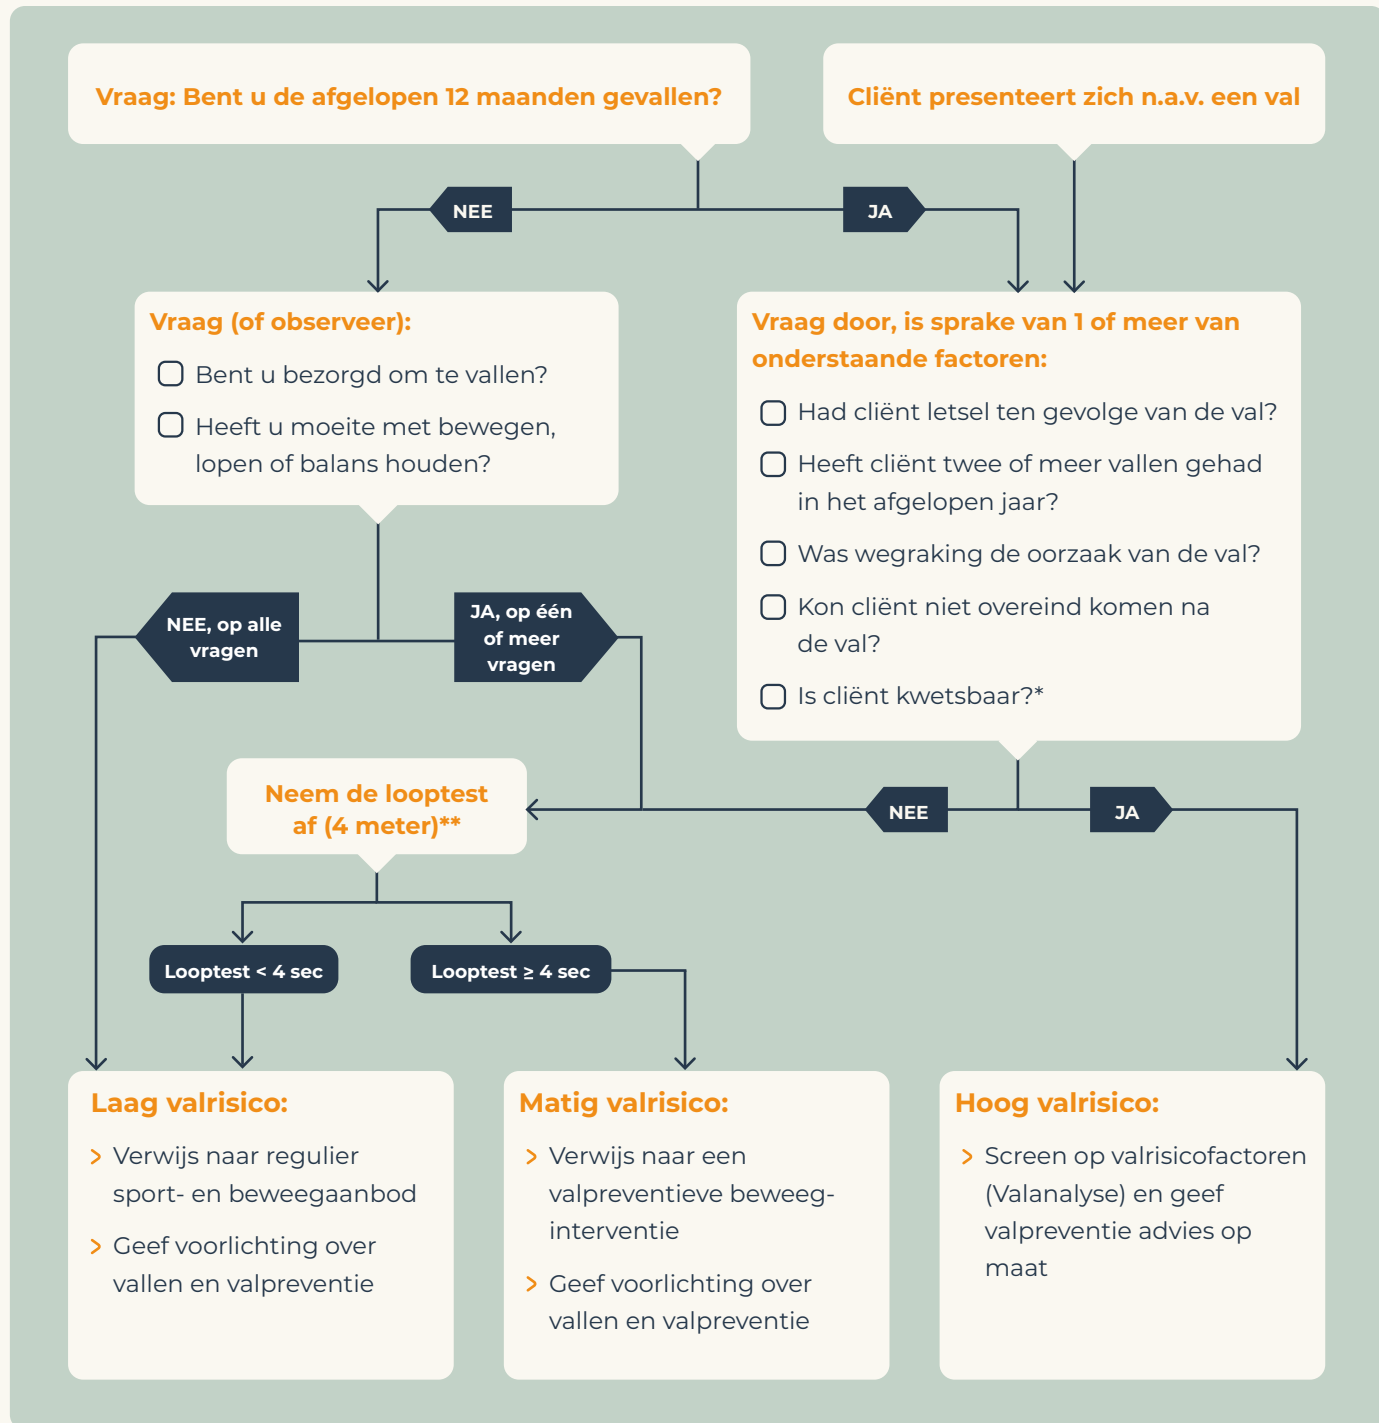 Vraag: Bent u de afgelopen 12 maanden gevallen?
Cliënt presenteert zich n.a.v. een val
NEE
JA
Vraag (of observeer):
Bent u bezorgd om te vallen?
Heeft u moeite met bewegen,
lopen of balans houden?
Vraag door, is sprake van 1 of meer van
onderstaande factoren:
Had cliënt letsel ten gevolge van de val?
Heeft cliënt twee of meer vallen gehad
in het afgelopen jaar?
Was wegraking de oorzaak van de val?
Kon cliënt niet overeind komen na
de val?
Is cliënt kwetsbaar?*
NEE, op alle
vragen
JA, op één
of meer
vragen
Neem de looptest
af (4 meter)**
NEE
JA
Looptest < 4 sec
Looptest ≥ 4 sec
Laag valrisico:
> Verwijs naar regulier
sport- en beweegaanbod
> Geef voorlichting over
vallen en valpreventie
Matig valrisico:
> Verwijs naar een
valpreventieve beweeg-
interventie
> Geef voorlichting over
vallen en valpreventie
Hoog valrisico:
> Screen op valrisicofactoren
(Valanalyse) en geef
valpreventie advies op
maat